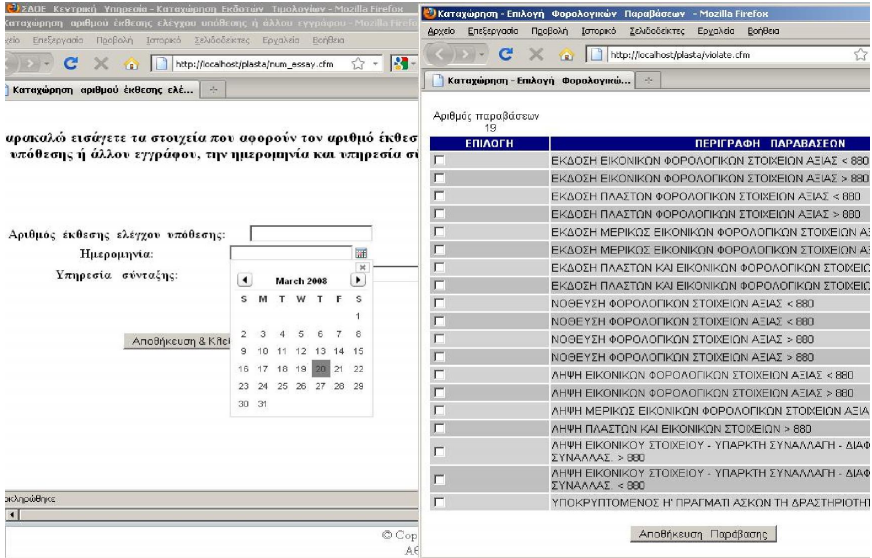 ΣΔΟΕ Κεντρική Υπηρεσία - Καταχώρηση Εκδοτών Τιμολογίων - Mozilla Firefox
Καταχώρηση αριθμού έκθεσης ελέγχου υπόθεσης ή άλλου εγγράφου - Mozilla Firefox
Επεξεργασία Προβολή Ιστορικό Σελιδοδείκτες Εργαλεία Βοήθεια
http://localhost/plasta/num_essay.cfm
Καταχώρηση αριθμού έκθεσης ελέ...
αρακαλώ εισάγετε τα στοιχεία που αφορούν τον αριθμό έκθεσ
υπόθεσης ή άλλου εγγράφου, την ημερομηνία και υπηρεσία σύ
Αριθμός έκθεσης ελέγχου υπόθεσης:
Ημερομηνία:
Υπηρεσία σύνταξης:
March 2008
S M T W T F S
1
2 3 4 5 6 7 8
9 10 11 12 13 14 15
16 17 18 19 20 21 22
23 24 25 26 27 28 29
30 31
Αποθήκευση & Κλεί
οκληρώθηκε
© Cop
Αθ
Καταχώρηση - Επιλογή Φορολογικών Παραβάσεων - Mozilla Firefox
Αρχείο Επεξεργασία Προβολή Ιστορικό Σελιδοδείκτες Εργαλεία Βοήθεια
http://localhost/plasta/violate.cfm
Καταχώρηση - Επιλογή Φορολογικώ...
Αριθμός παραβάσεων
19
ΕΠΙΛΟΓΗ ΠΕΡΙΓΡΑΦΗ ΠΑΡΑΒΑΣΕΩΝ
ΕΚΔΟΣΗ ΕΙΚΟΝΙΚΩΝ ΦΟΡΟΛΟΓΙΚΩΝ ΣΤΟΙΧΕΙΩΝ ΑΞΙΑΣ < 880
ΕΚΔΟΣΗ ΕΙΚΟΝΙΚΩΝ ΦΟΡΟΛΟΓΙΚΩΝ ΣΤΟΙΧΕΙΩΝ ΑΞΙΑΣ > 880
ΕΚΔΟΣΗ ΠΛΑΣΤΩΝ ΦΟΡΟΛΟΓΙΚΩΝ ΣΤΟΙΧΕΙΩΝ ΑΞΙΑΣ < 880
ΕΚΔΟΣΗ ΠΛΑΣΤΩΝ ΦΟΡΟΛΟΓΙΚΩΝ ΣΤΟΙΧΕΙΩΝ ΑΞΙΑΣ > 880
ΕΚΔΟΣΗ ΜΕΡΙΚΩΣ ΕΙΚΟΝΙΚΩΝ ΦΟΡΟΛΟΓΙΚΩΝ ΣΤΟΙΧΕΙΩΝ ΑΞ
ΕΚΔΟΣΗ ΜΕΡΙΚΩΣ ΕΙΚΟΝΙΚΩΝ ΦΟΡΟΛΟΓΙΚΩΝ ΣΤΟΙΧΕΙΩΝ ΑΞ
ΕΚΔΟΣΗ ΠΛΑΣΤΩΝ ΚΑΙ ΕΙΚΟΝΙΚΩΝ ΦΟΡΟΛΟΓΙΚΩΝ ΣΤΟΙΧΕΙΩ
ΕΚΔΟΣΗ ΠΛΑΣΤΩΝ ΚΑΙ ΕΙΚΟΝΙΚΩΝ ΦΟΡΟΛΟΓΙΚΩΝ ΣΤΟΙΧΕΙΩ
ΝΟΘΕΥΣΗ ΦΟΡΟΛΟΓΙΚΩΝ ΣΤΟΙΧΕΙΩΝ ΑΞΙΑΣ < 880
ΝΟΘΕΥΣΗ ΦΟΡΟΛΟΓΙΚΩΝ ΣΤΟΙΧΕΙΩΝ ΑΞΙΑΣ < 880
ΝΟΘΕΥΣΗ ΦΟΡΟΛΟΓΙΚΩΝ ΣΤΟΙΧΕΙΩΝ ΑΞΙΑΣ > 880
ΝΟΘΕΥΣΗ ΦΟΡΟΛΟΓΙΚΩΝ ΣΤΟΙΧΕΙΩΝ ΑΞΙΑΣ > 880
ΛΗΨΗ ΕΙΚΟΝΙΚΩΝ ΦΟΡΟΛΟΓΙΚΩΝ ΣΤΟΙΧΕΙΩΝ ΑΞΙΑΣ < 880
ΛΗΨΗ ΕΙΚΟΝΙΚΩΝ ΦΟΡΟΛΟΓΙΚΩΝ ΣΤΟΙΧΕΙΩΝ ΑΞΙΑΣ > 880
ΛΗΨΗ ΜΕΡΙΚΩΣ ΕΙΚΟΝΙΚΩΝ ΦΟΡΟΛΟΓΙΚΩΝ ΣΤΟΙΧΕΙΩΝ ΑΞΙΑ
ΛΗΨΗ ΠΛΑΣΤΩΝ ΚΑΙ ΕΙΚΟΝΙΚΩΝ ΣΤΟΙΧΕΙΩΝ > 880
ΛΗΨΗ ΕΙΚΟΝΙΚΟΥ ΣΤΟΙΧΕΙΟΥ - ΥΠΑΡΚΤΗ ΣΥΝΑΛΛΑΓΗ - ΔΙΑΦ
ΣΥΝΑΛΛΑΣ. > 880
ΛΗΨΗ ΕΙΚΟΝΙΚΟΥ ΣΤΟΙΧΕΙΟΥ - ΥΠΑΡΚΤΗ ΣΥΝΑΛΛΑΓΗ - ΔΙΑΦ
ΣΥΝΑΛΛΑΣ. < 880
ΥΠΟΚΡΥΠΤΟΜΕΝΟΣ Η' ΠΡΑΓΜΑΤΙ ΑΣΚΩΝ ΤΗ ΔΡΑΣΤΗΡΙΟΤΗΤ
Αποθήκευση Παράβασης